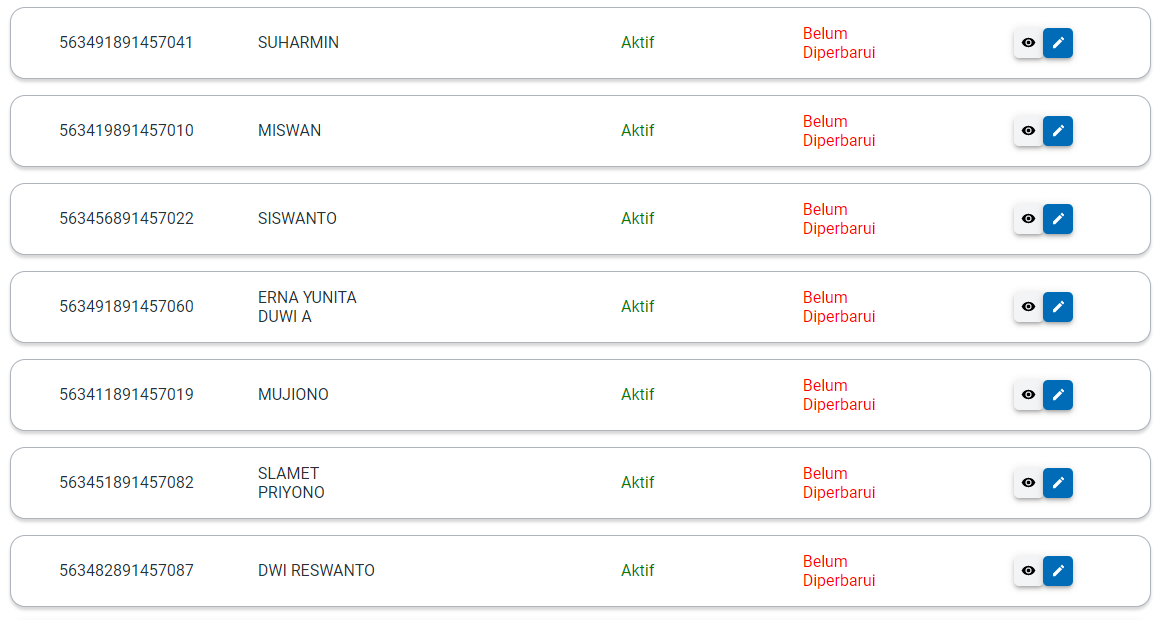 563491891457041 SUHARMIN Aktif Belum
Diperbarui
563419891457010 MISWAN Aktif Belum
Diperbarui
563456891457022 SISWANTO Aktif Belum
Diperbarui
563491891457060 ERNA YUNITA
DUWI A Aktif Belum
Diperbarui
563411891457019 MUJIONO Aktif Belum
Diperbarui
563451891457082 SLAMET
PRIYONO Aktif Belum
Diperbarui
563482891457087 DWI RESWANTO Aktif Belum
Diperbarui